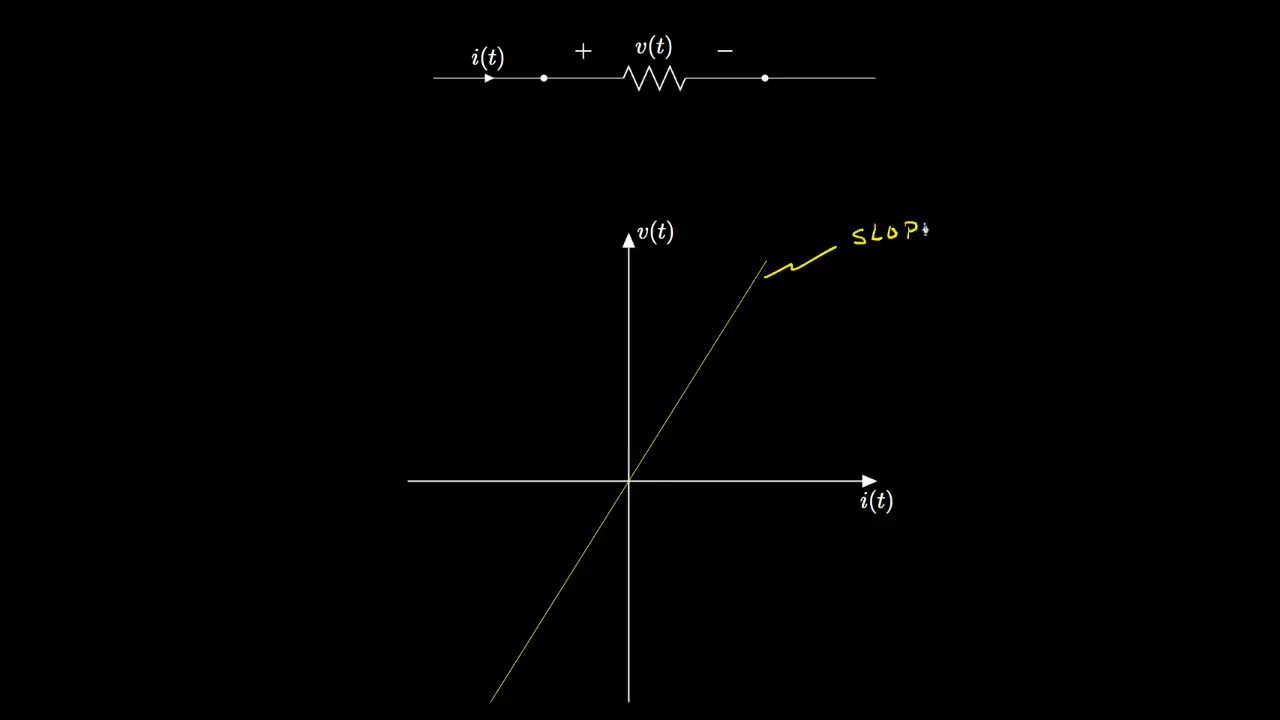 i(t) + v(t) −
v(t)
SLOP
i(t)